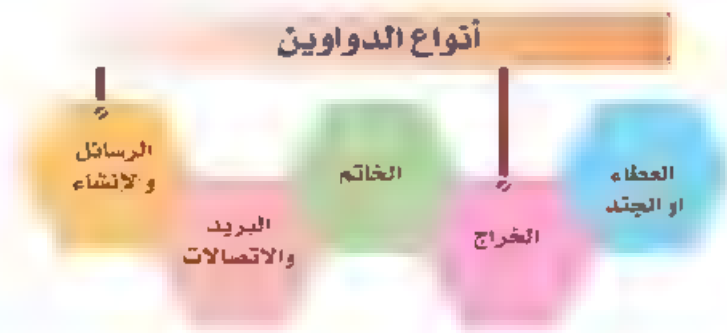 أنواع الدواوين
العطاء
او الجند
الخراج
الخاتم
البريد
والاتصالات
الرسائل
والإنشاء